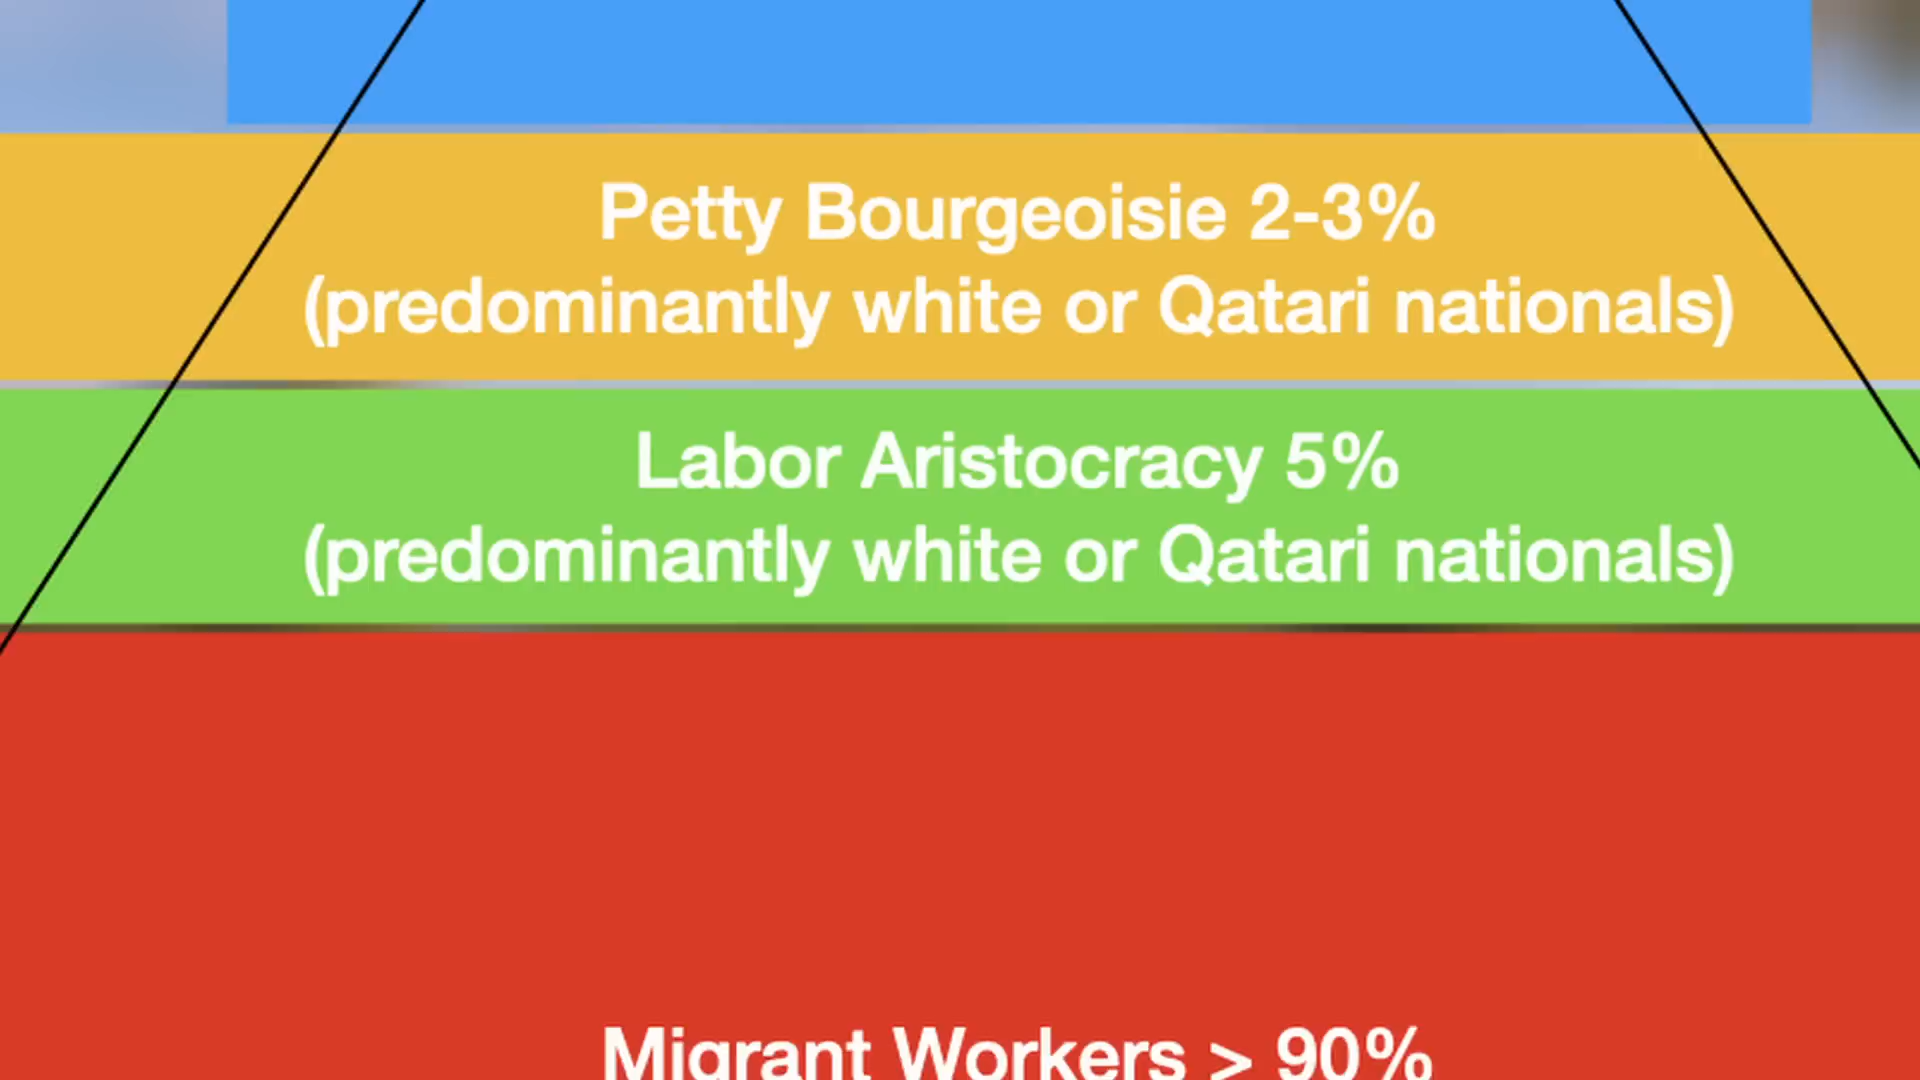 Petty Bourgeoisie 2-3%
(predominantly white or Qatari nationals)
Labor Aristocracy 5%
(predominantly white or Qatari nationals)
Migrant Workers > 90%